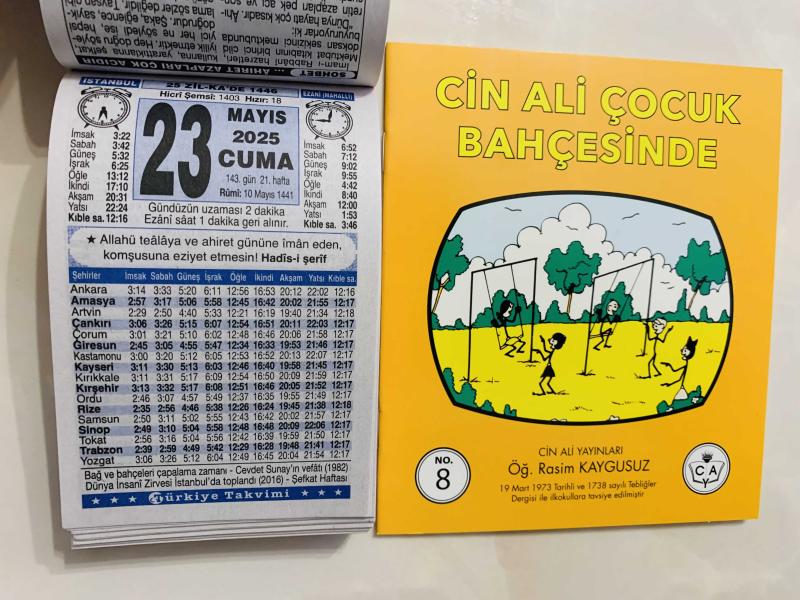 SOHBET ... AHİRET AZAPLARI ÇOK ACIDIR
İmam-ı Rabbânî hazretleri, kullarına, yaratıklarına şefkat,
"Dünya hayatı çok kısadır.
İSTANBUL
25 ZİL-KA'DE 1446
Hicrî Şemsî: 1403 Hızır: 18
EZANİ (MAHALLİ)
23
MAYIS
2025
CUMA
143. gün 21. hafta
Rûmî: 10 Mayıs 1441
İmsak 3:22
Sabah 3:42
Güneş 5:32
İşrak 6:25
Öğle 13:12
İkindi 17:10
Akşam 20:31
Yatsı 22:24
Kıble sa. 12:16
İmsak 6:52
Sabah 7:12
Güneş 9:02
İşrak 9:55
Öğle 4:42
İkindi 8:40
Akşam 12:00
Yatsı 1:53
Kıble sa. 3:46
Gündüzün uzaması 2 dakika
Ezânî sâat 1 dakika geri alınır.
★ Allahü teâlâya ve ahiret gününe îmân eden,
komşusuna eziyet etmesin! Hadîs-i şerîf
Şehirler İmsak Sabah Güneş İşrak Öğle İkindi Akşam Yatsı Kıble sa.
Ankara 3:14 3:33 5:20 6:11 12:56 16:53 20:12 22:02 12:16
Amasya 2:57 3:17 5:06 5:58 12:45 16:42 20:02 21:55 12:17
Artvin 2:29 2:50 4:40 5:33 12:21 16:19 19:40 21:34 12:18
Çankırı 3:06 3:26 5:15 6:07 12:54 16:51 20:11 22:03 12:17
Çorum 3:01 3:21 5:10 6:02 12:48 16:46 20:06 21:58 12:17
Giresun 2:45 3:05 4:55 5:47 12:34 16:33 19:53 21:46 12:17
Kastamonu 3:00 3:20 5:12 6:05 12:53 16:52 20:13 22:07 12:17
Kayseri 3:11 3:30 5:13 6:03 12:46 16:40 19:58 21:45 12:17
Kırıkkale 3:11 3:31 5:17 6:09 12:54 16:50 20:09 21:59 12:17
Kırşehir 3:13 3:32 5:17 6:08 12:51 16:46 20:05 21:52 12:17
Ordu 2:46 3:07 4:57 5:49 12:37 16:35 19:55 21:49 12:17
Rize 2:35 2:56 4:46 5:38 12:26 16:24 19:45 21:38 12:18
Samsun 2:50 3:11 5:02 5:55 12:43 16:42 20:02 21:57 12:17
Sinop 2:49 3:10 5:04 5:58 12:48 16:48 20:09 22:06 12:17
Tokat 2:56 3:16 5:04 5:56 12:42 16:39 19:59 21:50 12:17
Trabzon 2:39 2:59 4:49 5:42 12:29 16:28 19:48 21:41 12:17
Yozgat 3:06 3:26 5:12 6:04 12:49 16:45 20:04 21:54 12:17
Bağ ve bahçeleri çapalama zamanı - Cevdet Sunay'ın vefâtı (1982)
Dünya İnsanî Zirvesi İstanbul'da toplandı (2016) - Şefkat Haftası
★ ★ ★ ★ Türkiye Takvimi ★ ★ ★ ★
CİN ALİ ÇOCUK
BAHÇESİNDE
NO.
8
CİN ALİ YAYINLARI
Öğ. Rasim KAYGUSUZ
19 Mart 1973 Tarihli ve 1738 sayılı Tebliğler
Dergisi ile ilkokullara tavsiye edilmiştir
C A
Y